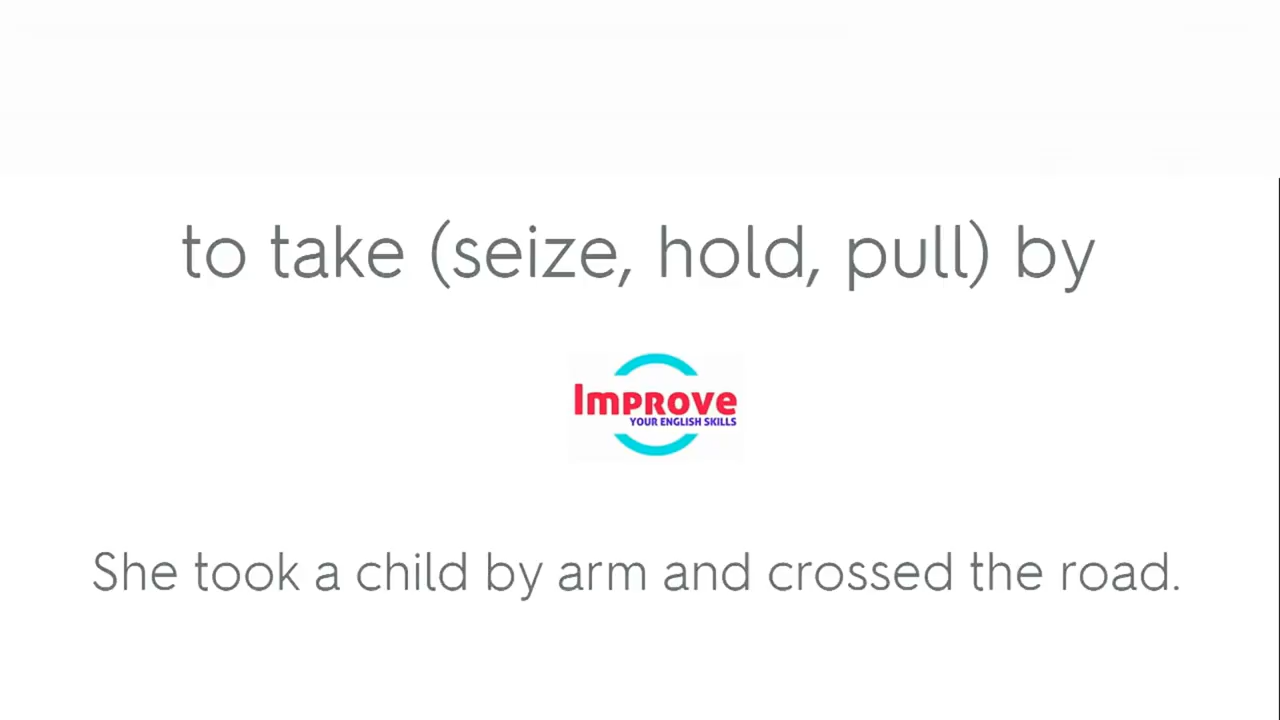 to take (seize, hold, pull) by
Improve
YOUR ENGLISH SKILLS
She took a child by arm and crossed the road.